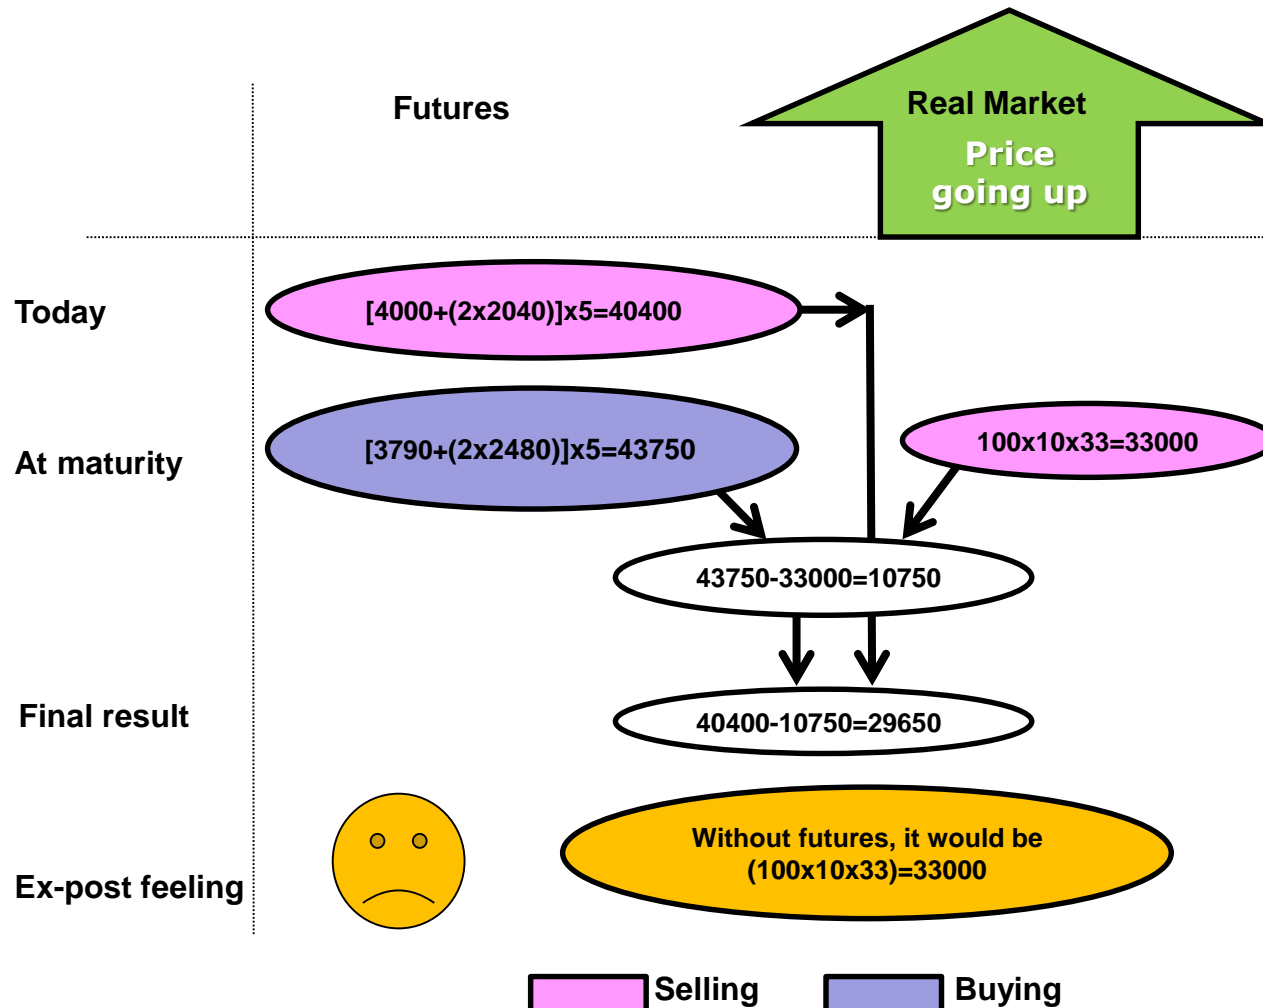 Futures
Real Market
Price
going up
Today
[4000+(2x2040)]x5=40400
At maturity
[3790+(2x2480)]x5=43750
100x10x33=33000
43750-33000=10750
Final result
40400-10750=29650
Ex-post feeling
Without futures, it would be
(100x10x33)=33000
Selling
Buying